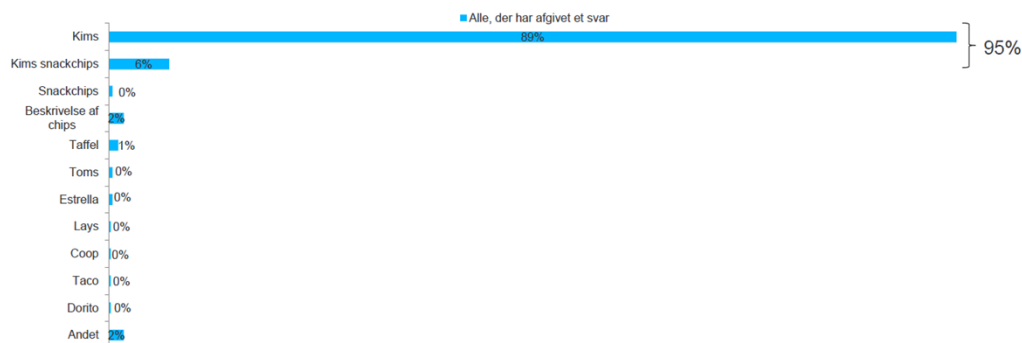 Alle, der har afgivet et svar
Kims 89%
95%
Kims snackchips 6%
Snackchips 0%
Beskrivelse af
chips 2%
Taffel 1%
Toms 0%
Estrella 0%
Lays 0%
Coop 0%
Taco 0%
Dorito 0%
Andet 2%